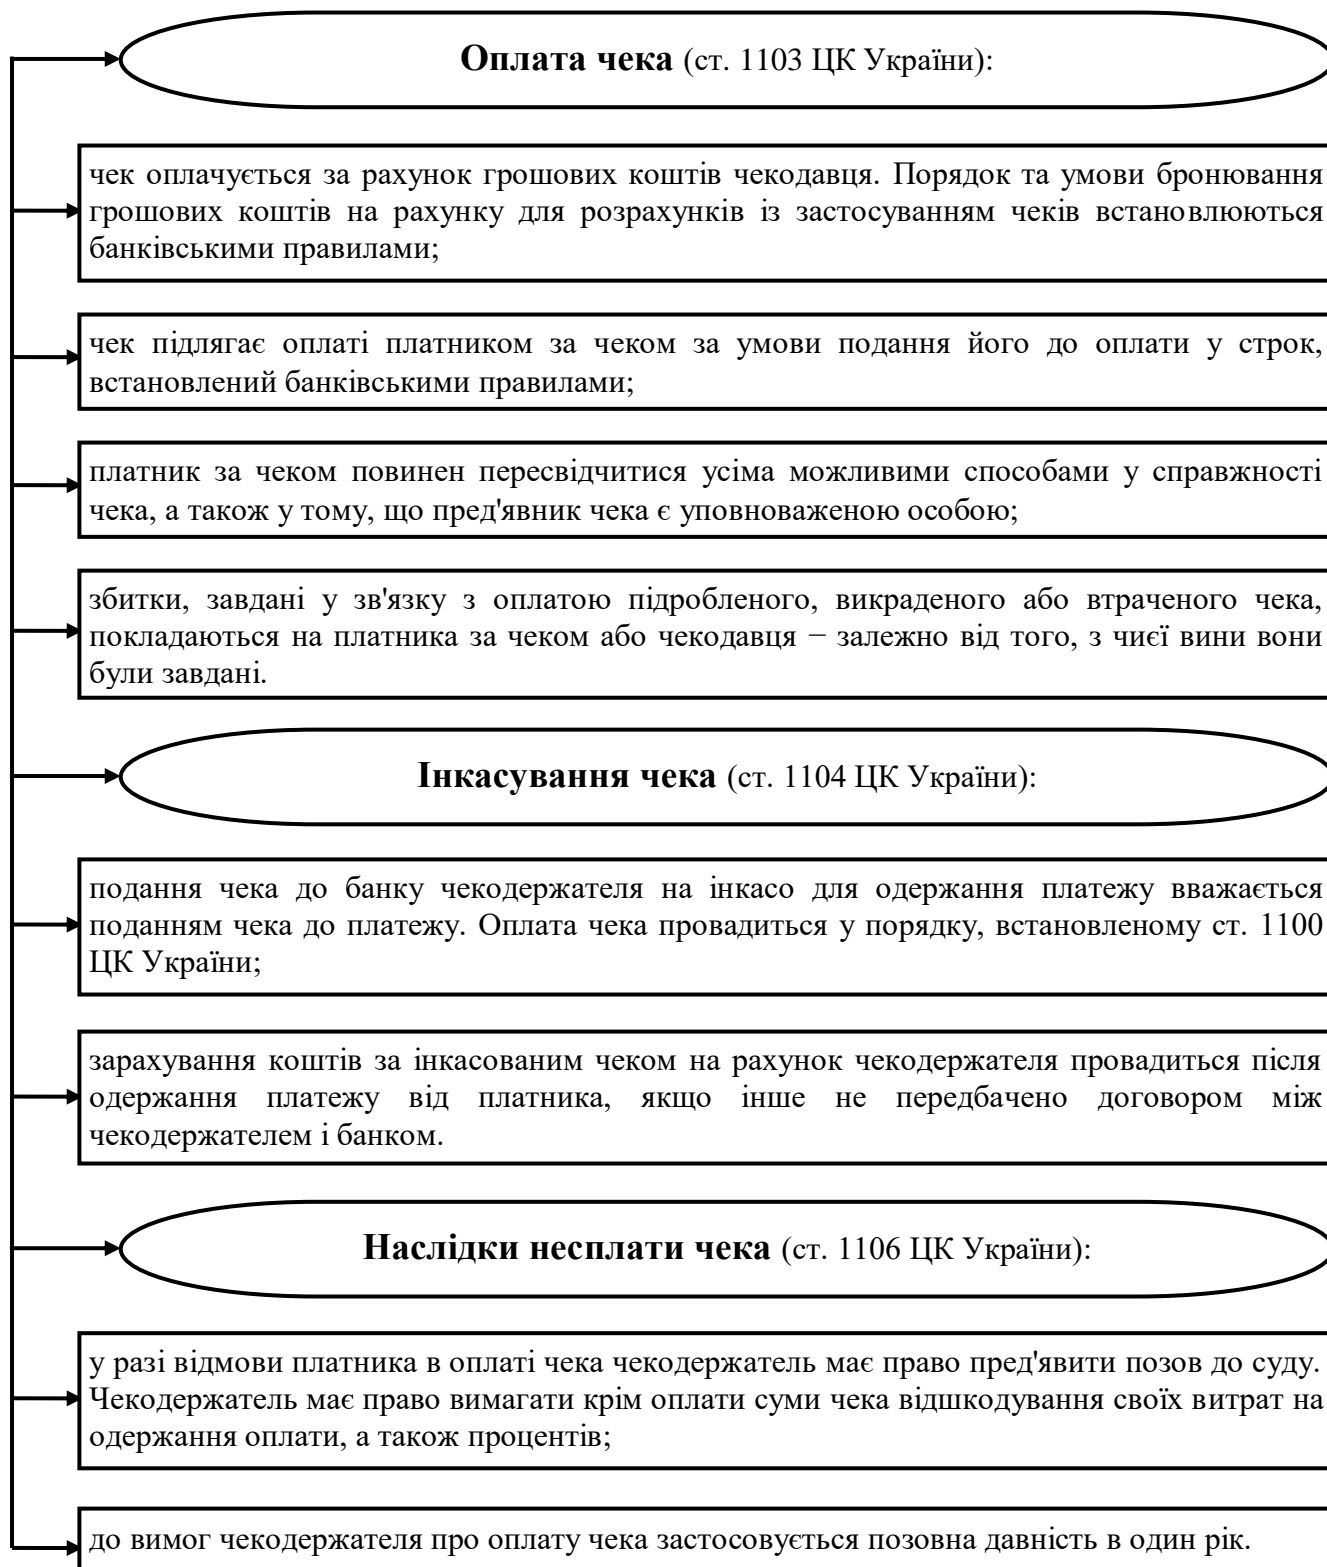 Оплата чека (ст. 1103 ЦК України):
чек оплачується за рахунок грошових коштів чекодавця. Порядок та умови бронювання
грошових коштів на рахунку для розрахунків із застосуванням чеків встановлюються
банківськими правилами;
чек підлягає оплаті платником за чеком за умови подання його до оплати у строк,
встановлений банківськими правилами;
платник за чеком повинен пересвідчитися усіма можливими способами у справжності
чека, а також у тому, що пред'явник чека є уповноваженою особою;
збитки, завдані у зв'язку з оплатою підробленого, викраденого або втраченого чека,
покладаються на платника за чеком або чекодавця − залежно від того, з чиєї вини вони
були завдані.
Інкасування чека (ст. 1104 ЦК України):
подання чека до банку чекодержателя на інкасо для одержання платежу вважається
поданням чека до платежу. Оплата чека провадиться у порядку, встановленому ст. 1100
ЦК України;
зарахування коштів за інкасованим чеком на рахунок чекодержателя провадиться після
одержання платежу від платника, якщо інше не передбачено договором між
чекодержателем і банком.
Наслідки несплати чека (ст. 1106 ЦК України):
у разі відмови платника в оплаті чека чекодержатель має право пред'явити позов до суду.
Чекодержатель має право вимагати крім оплати суми чека відшкодування своїх витрат на
одержання оплати, а також процентів;
до вимог чекодержателя про оплату чека застосовується позовна давність в один рік.